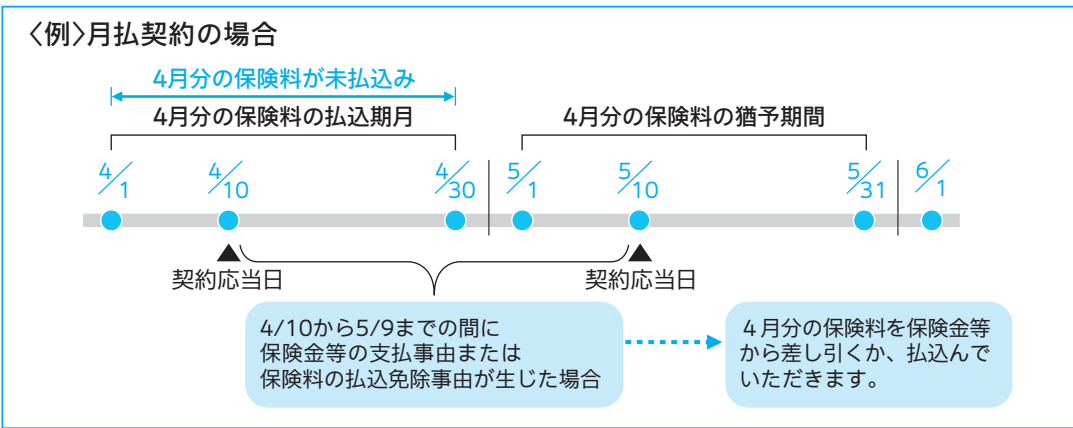 〈例〉月払契約の場合
4月分の保険料が未払込み
4月分の保険料の払込期月
4月分の保険料の猶予期間
4/1
4/10
4/30
5/1
5/10
5/31
6/1
契約応当日
契約応当日
4/10から5/9までの間に
保険金等の支払事由または
保険料の払込免除事由が生じた場合
４月分の保険料を保険金等
から差し引くか、払込んで
いただきます。